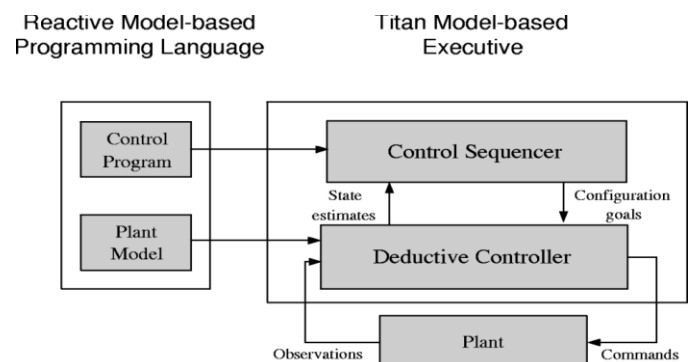 Reactive Model-based
Programming Language
Titan Model-based
Executive
Control
Program
Control Sequencer
State
estimates
Configuration
goals
Plant
Model
Deductive Controller
Plant
Observations
Commands